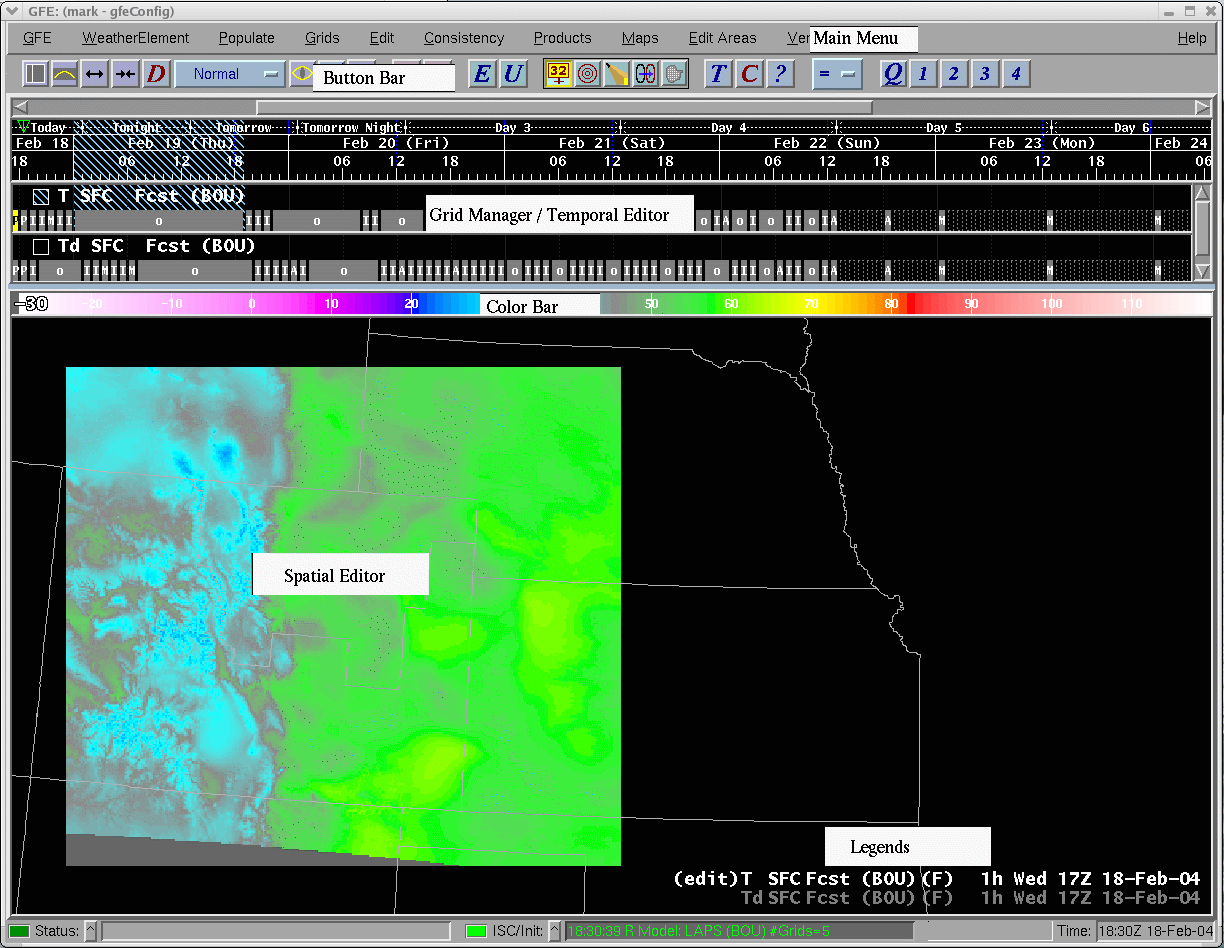 GFE: (mark - gfeConfig)
GFE WeatherElement Populate Grids Edit Consistency Products Maps Edit Areas Ver Main Menu Help
D Normal Button Bar E U 32 T C ? = Q 1 2 3 4
Today Tonight Tomorrow Tomorrow Night Day 3 Day 4 Day 5 Day 6
Feb 18 Feb 19 (Thu) Feb 20 (Fri) Feb 21 (Sat) Feb 22 (Sun) Feb 23 (Mon) Feb 24
18 06 12 18 06 12 18 06 12 18 06 12 18 06 12 18 06
T SFC Fcst (BOU)
Grid Manager / Temporal Editor
Td SFC Fcst (BOU)
-30 -20 -10 0 10 20 Color Bar 50 60 70 80 90 100 110
Spatial Editor
Legends
(edit)T SFC Fcst (BOU) (F) 1h Wed 17Z 18-Feb-04
Td SFC Fcst (BOU) (F) 1h Wed 17Z 18-Feb-04
Status: ISC/Init: 18:30:39 R Model: LAPS (BOU) #Grids=5 Time: 18:30Z 18-Feb-04